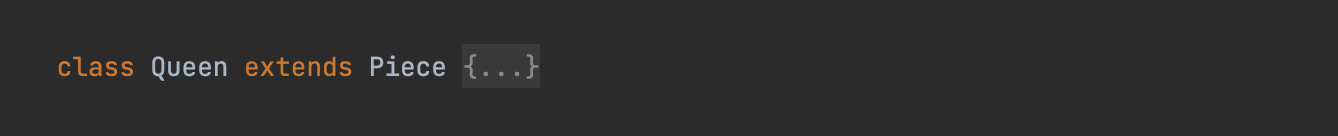 class Queen extends Piece {...}